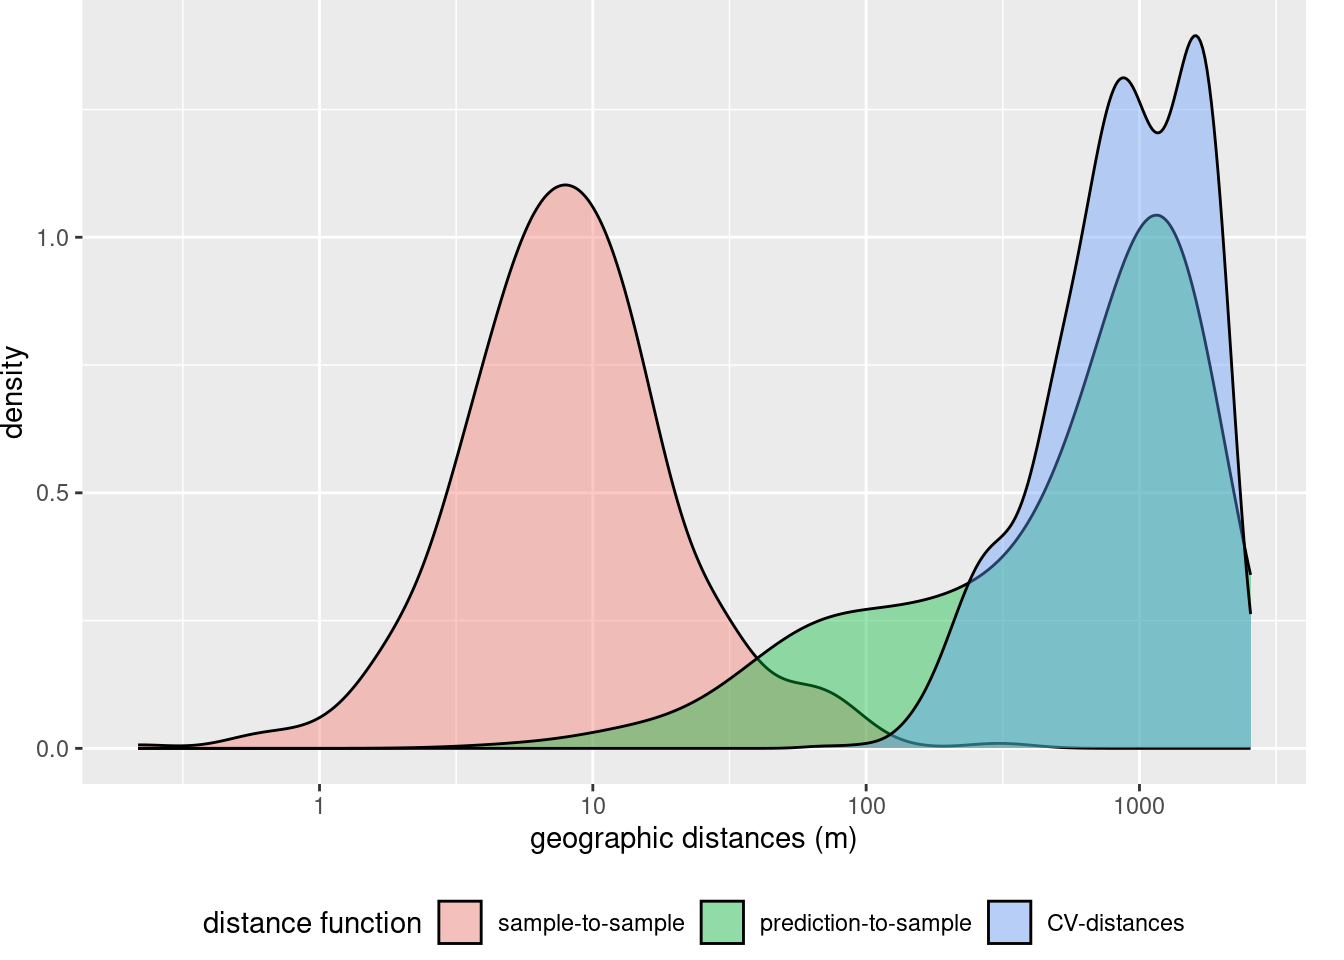 density
1.0
0.5
0.0
1 10 100 1000
geographic distances (m)
distance function sample-to-sample prediction-to-sample CV-distances